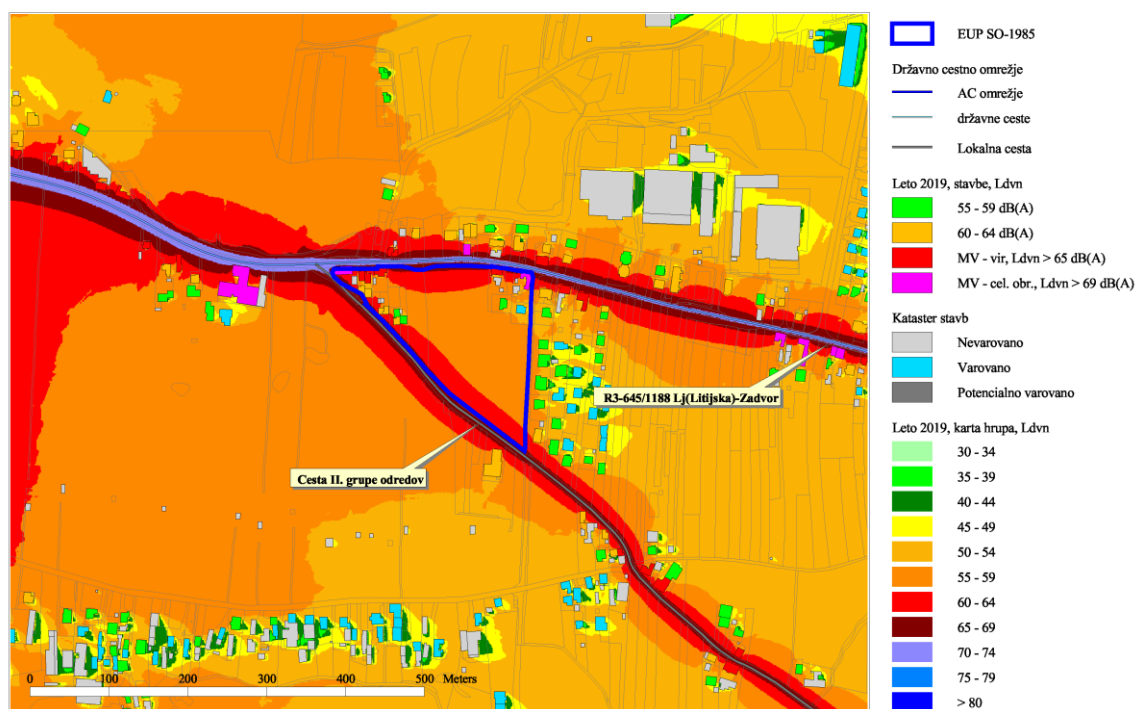 EUP SO-1985
Državno cestno omrežje
AC omrežje
državne ceste
Lokalna cesta
Leto 2019, stavbe, Ldvn
55 - 59 dB(A)
60 - 64 dB(A)
MV - vir, Ldvn > 65 dB(A)
MV - cel. obr., Ldvn > 69 dB(A)
Kataster stavb
Nevarovano
Varovano
Potencialno varovano
Leto 2019, karta hrupa, Ldvn
30 - 34
35 - 39
40 - 44
45 - 49
50 - 54
55 - 59
60 - 64
65 - 69
70 - 74
75 - 79
> 80
R3-645/1188 Lj(Litijska)-Zadvor
Cesta II. grupe odredov
0 100 200 300 400 500 Meters